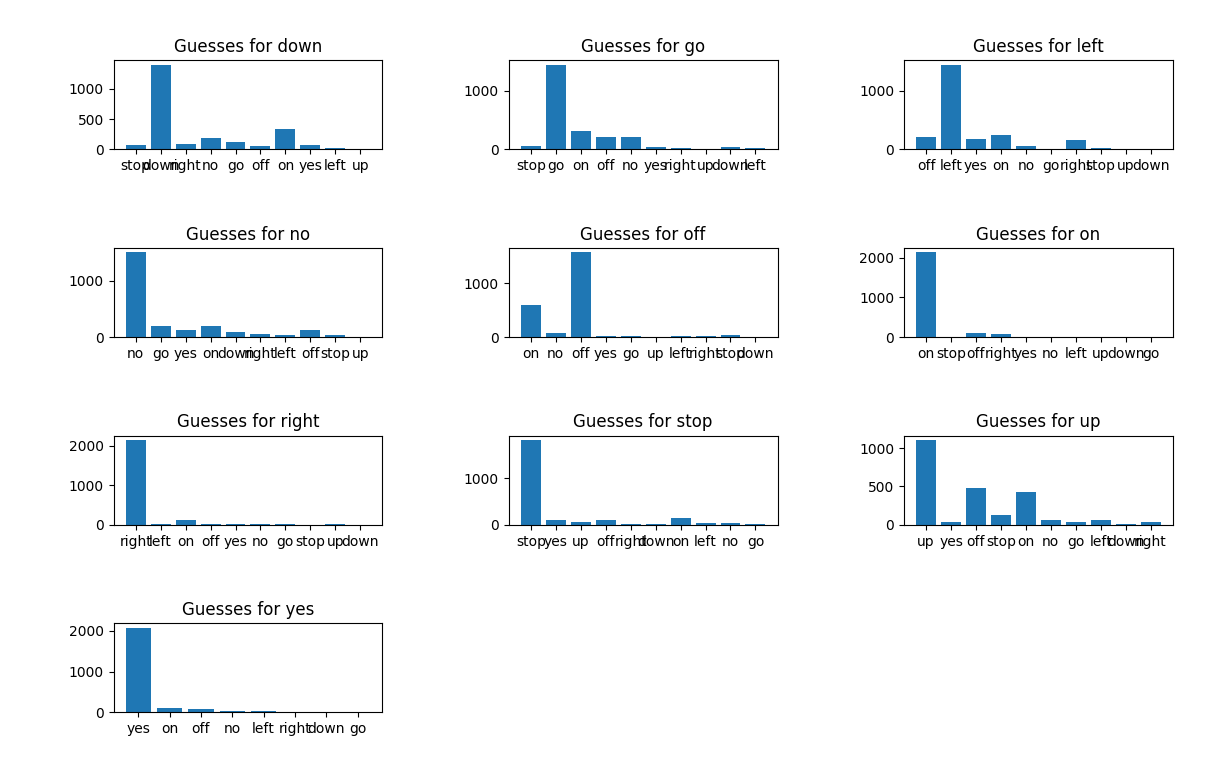 Guesses for down
1000
500
0
stop down right no go off on yes left up
Guesses for go
1000
0
stop go on off no yes right up down left
Guesses for left
1000
0
off left yes on no go right stop up down
Guesses for no
1000
0
no go yes on down right left off stop up
Guesses for off
1000
0
on no off yes go up left right stop down
Guesses for on
2000
1000
0
on stop off right yes no left up down go
Guesses for right
2000
1000
0
right left on off yes no go stop up down
Guesses for stop
1000
0
stop yes up off right down on left no go
Guesses for up
1000
500
0
up yes off stop on no go left down right
Guesses for yes
2000
1000
0
yes on off no left right down go